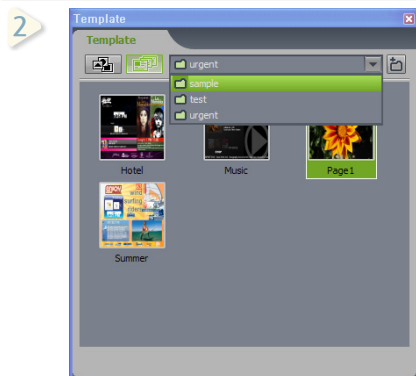 2
Template
Template
urgent
sample
test
urgent
Hotel
Music
Page1
Summer